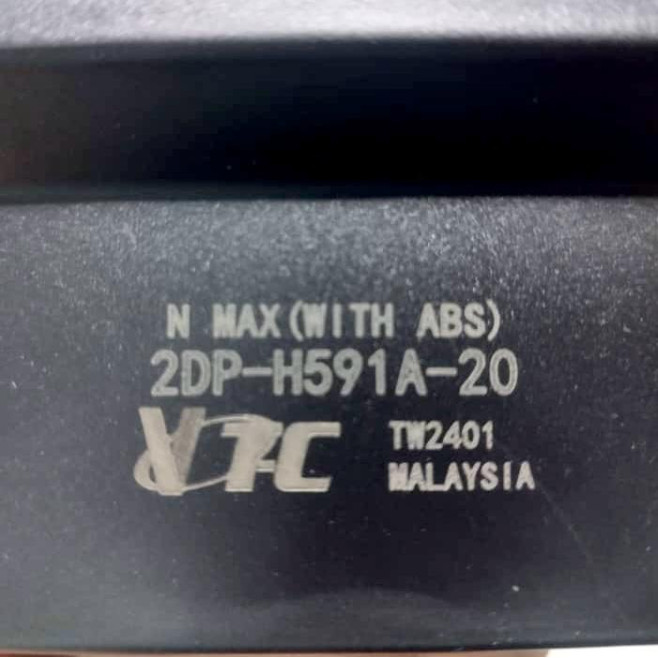 N MAX(WITH ABS)
2DP-H591A-20
VTC
TW2401
MALAYSIA